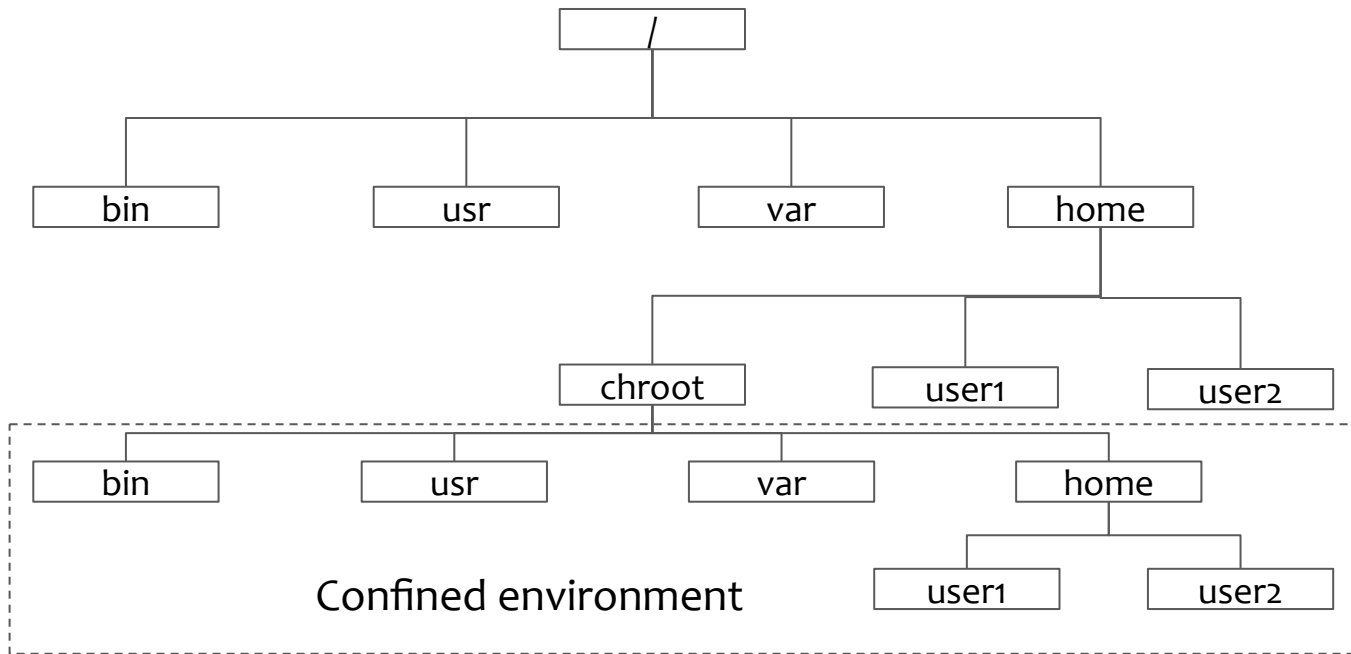 /
bin
usr
var
home
chroot
user1
user2
bin
usr
var
home
Confined environment
user1
user2